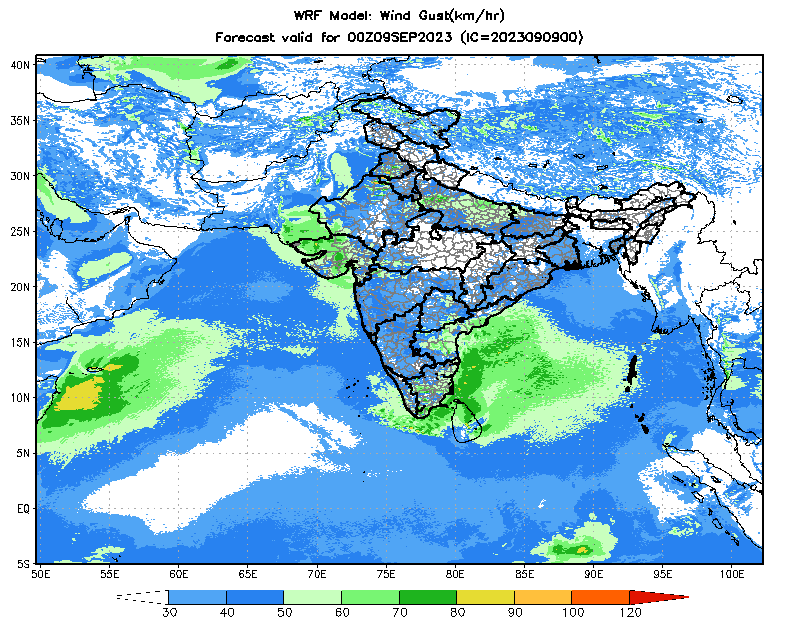 WRF Model: Wind Gust(km/hr)
Forecast valid for 00Z09SEP2023 (IC=2023090900)
40N
35N
30N
25N
20N
15N
10N
5N
EQ
5S
50E 55E 60E 65E 70E 75E 80E 85E 90E 95E 100E
30 40 50 60 70 80 90 100 120